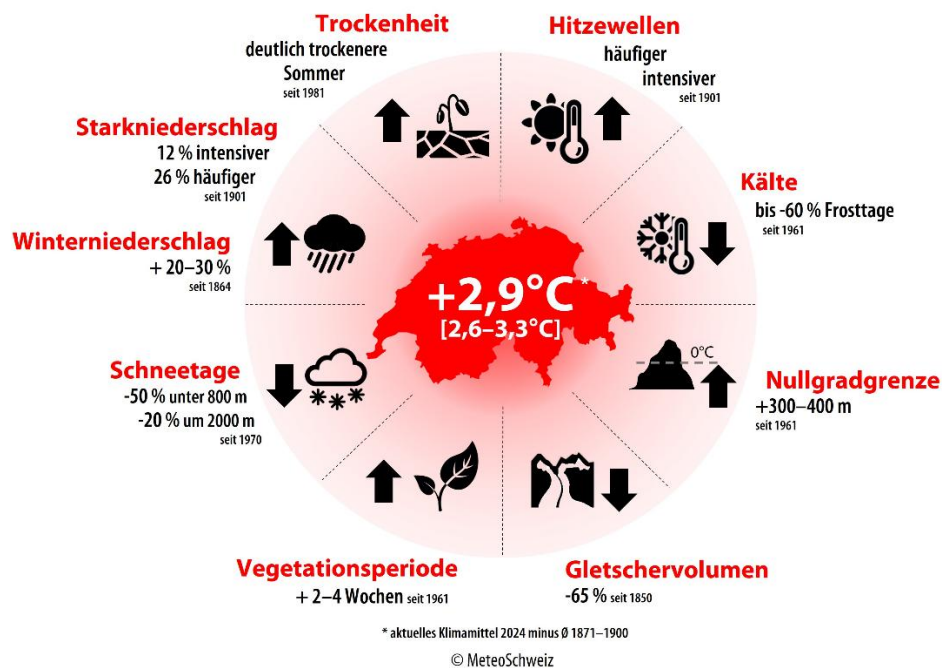 Trockenheit
deutlich trockenere
Sommer
seit 1981
Hitzewellen
häufiger
intensiver
seit 1901
Starkniederschlag
12 % intensiver
26 % häufiger
seit 1901
Kälte
bis -60 % Frosttage
seit 1961
Winterniederschlag
+ 20–30 %
seit 1864
+2,9°C *
[2,6–3,3°C]
0°C
Schneetage
-50 % unter 800 m
-20 % um 2000 m
seit 1970
Nullgradgrenze
+300–400 m
seit 1961
Vegetationsperiode
+ 2–4 Wochen seit 1961
Gletschervolumen
-65 % seit 1850
* aktuelles Klimamittel 2024 minus Ø 1871–1900
© MeteoSchweiz